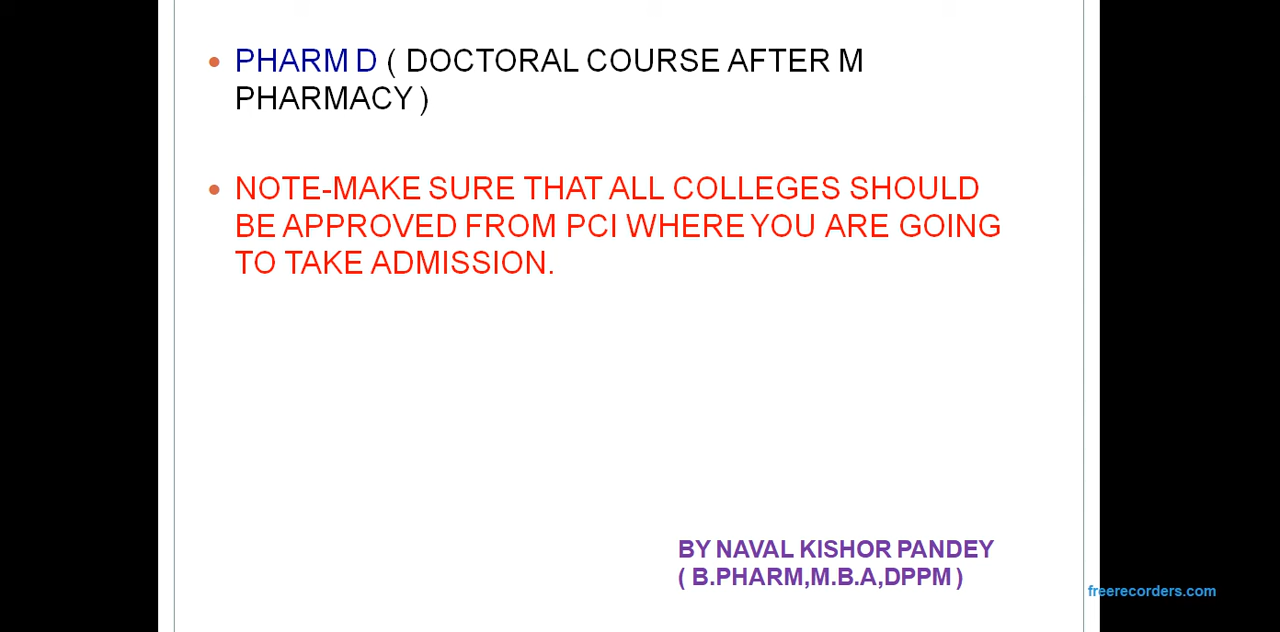 • PHARM D ( DOCTORAL COURSE AFTER M
PHARMACY )
• NOTE-MAKE SURE THAT ALL COLLEGES SHOULD
BE APPROVED FROM PCI WHERE YOU ARE GOING
TO TAKE ADMISSION.
BY NAVAL KISHOR PANDEY
( B.PHARM,M.B.A,DPPM )
freerecorders.com